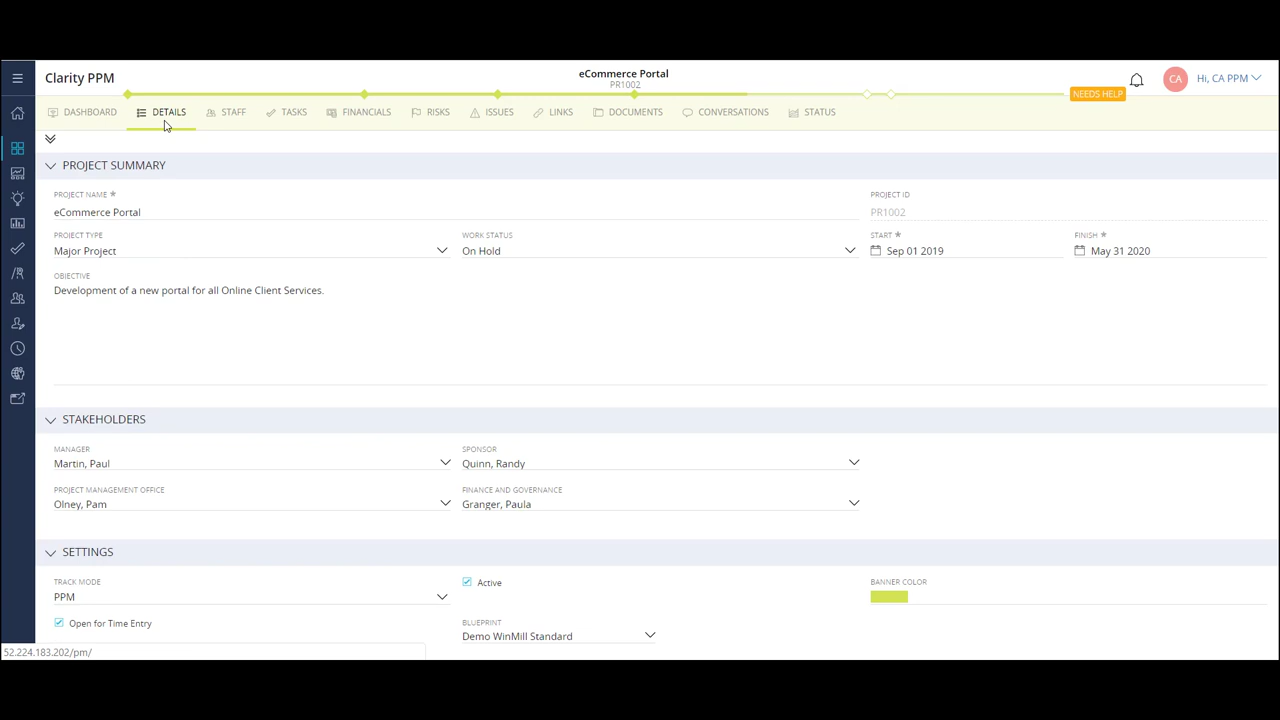 Clarity PPM
eCommerce Portal
PR1002
CA
Hi, CA PPM
NEEDS HELP
DASHBOARD DETAILS STAFF TASKS FINANCIALS RISKS ISSUES LINKS DOCUMENTS CONVERSATIONS STATUS
PROJECT SUMMARY
PROJECT NAME * PROJECT ID
eCommerce Portal PR1002
PROJECT TYPE WORK STATUS START * FINISH *
Major Project On Hold Sep 01 2019 May 31 2020
OBJECTIVE
Development of a new portal for all Online Client Services.
STAKEHOLDERS
MANAGER SPONSOR
Martin, Paul Quinn, Randy
PROJECT MANAGEMENT OFFICE FINANCE AND GOVERNANCE
Olney, Pam Granger, Paula
SETTINGS
TRACK MODE Active BANNER COLOR
PPM
Open for Time Entry BLUEPRINT
Demo WinMill Standard
52.224.183.202/pm/